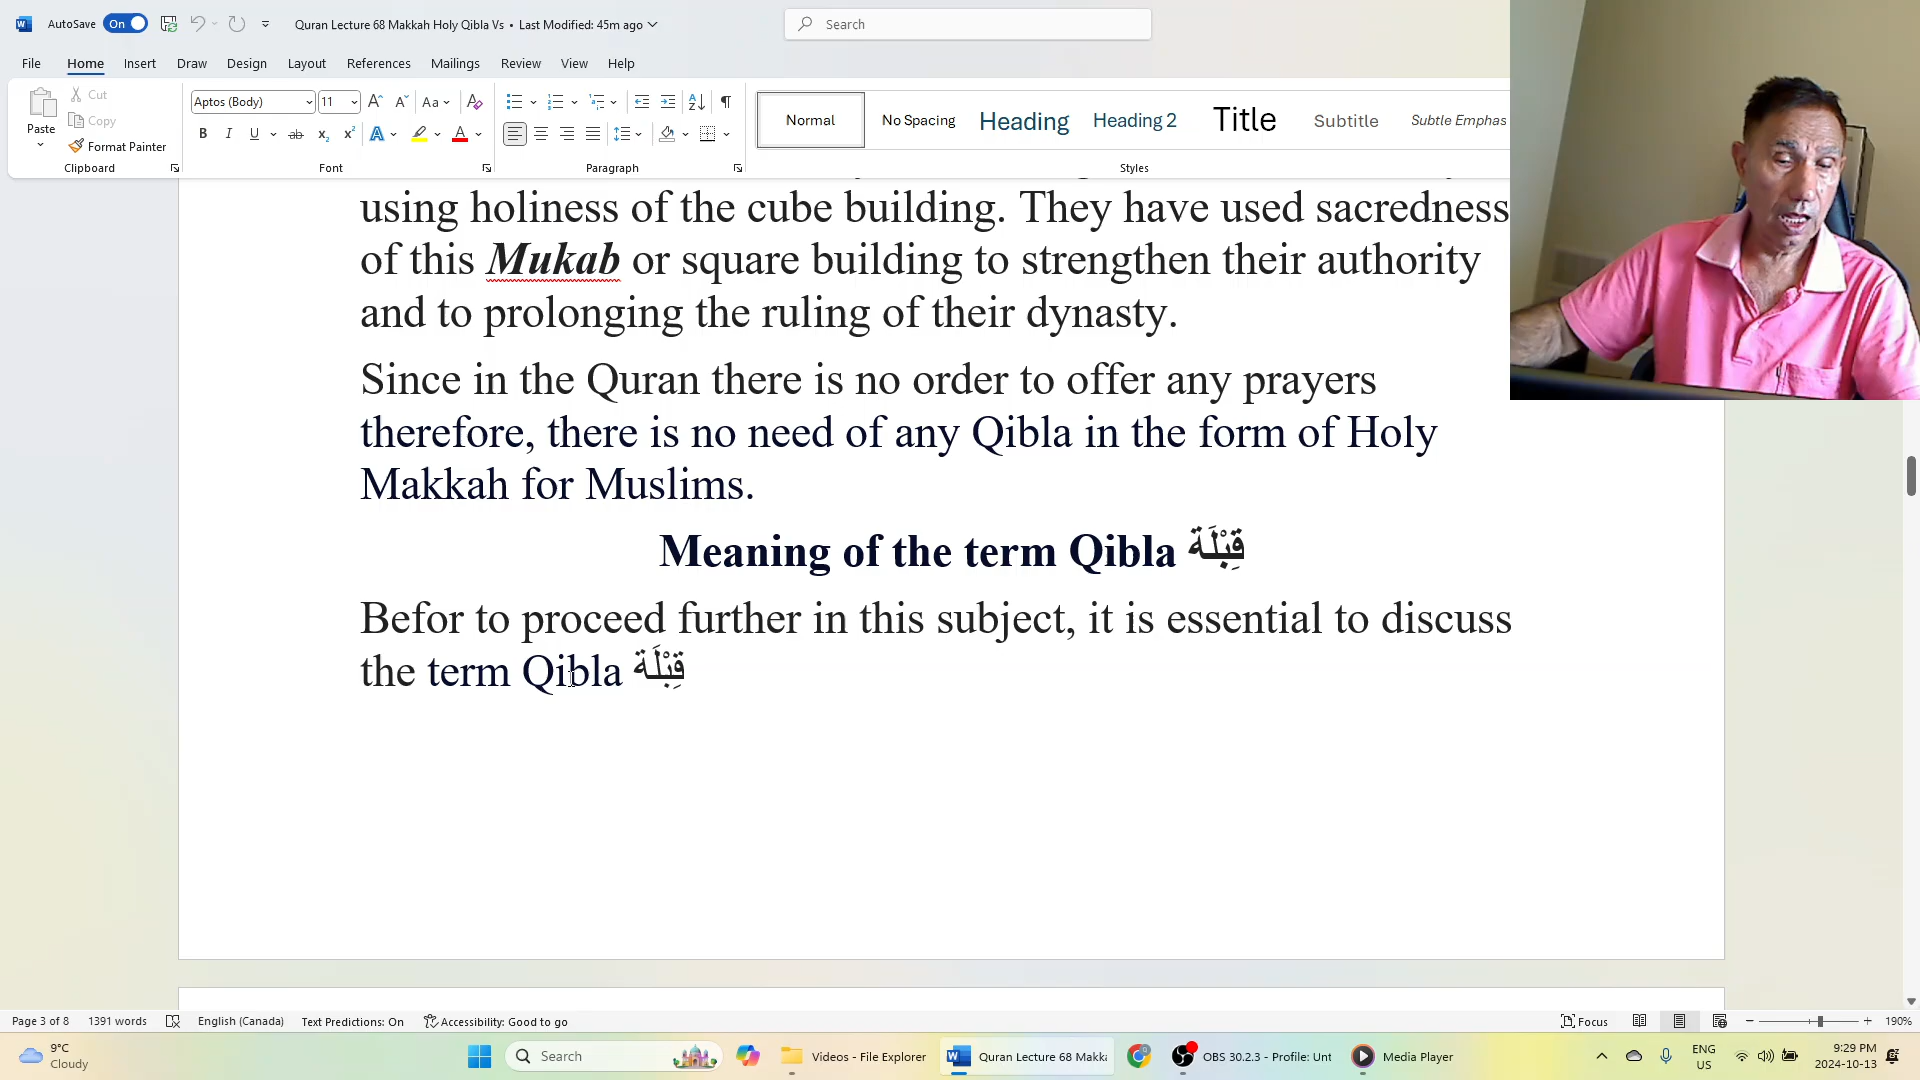 AutoSave On Quran Lecture 68 Makkah Holy Qibla Vs • Last Modified: 45m ago Search
File Home Insert Draw Design Layout References Mailings Review View Help
Paste Cut Copy Format Painter
Aptos (Body) 11
Normal No Spacing Heading Heading 2 Title Subtitle Subtle Emphas
Clipboard Font Paragraph Styles
using holiness of the cube building. They have used sacredness
of this Mukab or square building to strengthen their authority
and to prolonging the ruling of their dynasty.
Since in the Quran there is no order to offer any prayers
therefore, there is no need of any Qibla in the form of Holy
Makkah for Muslims.
Meaning of the term Qibla قِبْلَة
Befor to proceed further in this subject, it is essential to discuss
the term Qibla قِبْلَة
Page 3 of 8 1391 words English (Canada) Text Predictions: On Accessibility: Good to go Focus 190%
9°C
Cloudy
Search Videos - File Explorer Quran Lecture 68 Makka OBS 30.2.3 - Profile: Unt Media Player
ENG
US
9:29 PM
2024-10-13